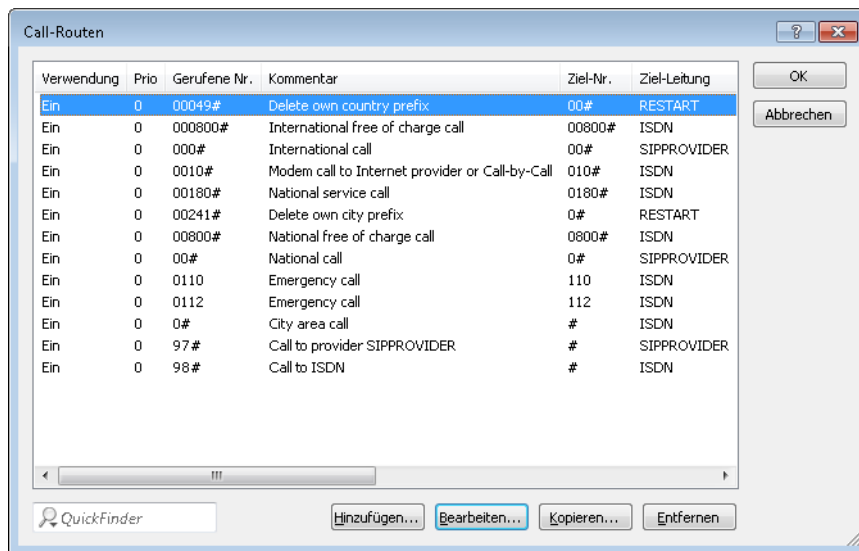 Call-Routen
Verwendung Prio Gerufene Nr. Kommentar Ziel-Nr. Ziel-Leitung
Ein 0 00049# Delete own country prefix 00# RESTART
Ein 0 000800# International free of charge call 00800# ISDN
Ein 0 000# International call 00# SIPPROVIDER
Ein 0 0010# Modem call to Internet provider or Call-by-Call 010# ISDN
Ein 0 00180# National service call 0180# ISDN
Ein 0 00241# Delete own city prefix 0# RESTART
Ein 0 00800# National free of charge call 0800# ISDN
Ein 0 00# National call 0# SIPPROVIDER
Ein 0 0110 Emergency call 110 ISDN
Ein 0 0112 Emergency call 112 ISDN
Ein 0 0# City area call # ISDN
Ein 0 97# Call to provider SIPPROVIDER # SIPPROVIDER
Ein 0 98# Call to ISDN # ISDN
OK
Abbrechen
QuickFinder
Hinzufügen... Bearbeiten... Kopieren... Entfernen